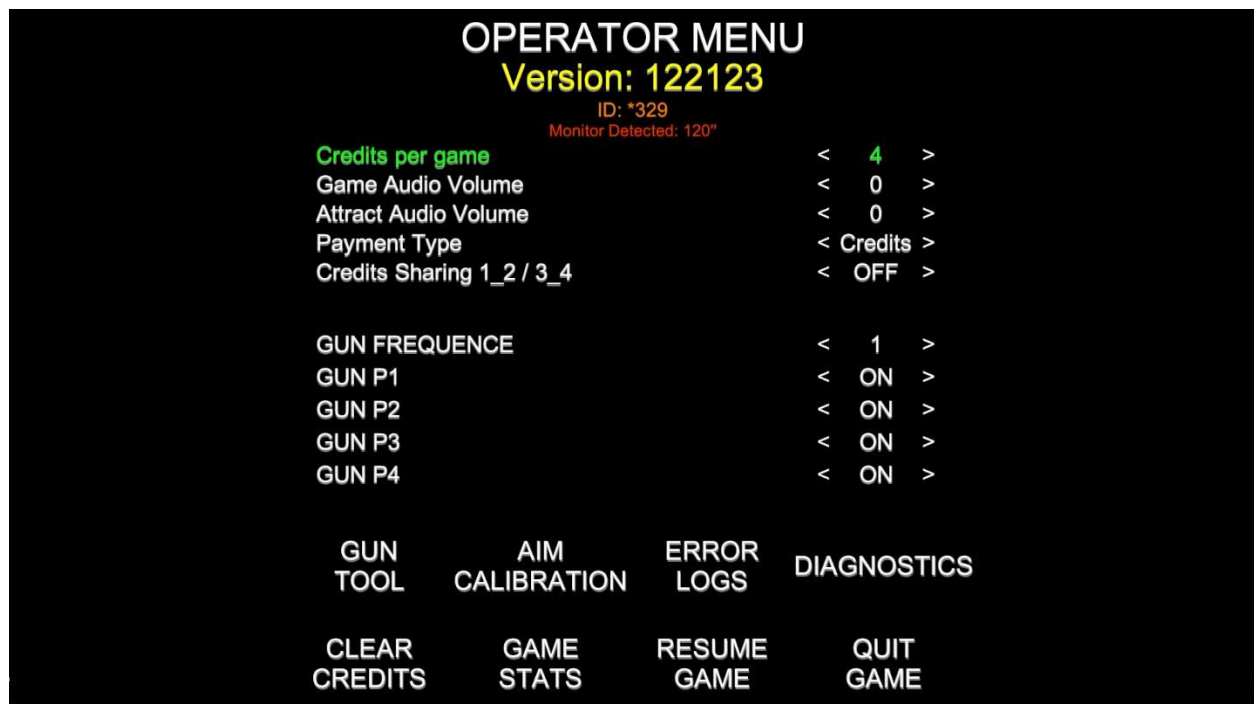 OPERATOR MENU
Version: 122123
ID: *329
Monitor Detected: 120"
Credits per game < 4 >
Game Audio Volume < 0 >
Attract Audio Volume < 0 >
Payment Type < Credits >
Credits Sharing 1_2 / 3_4 < OFF >
GUN FREQUENCE < 1 >
GUN P1 < ON >
GUN P2 < ON >
GUN P3 < ON >
GUN P4 < ON >
GUN
TOOL
AIM
CALIBRATION
ERROR
LOGS
DIAGNOSTICS
CLEAR
CREDITS
GAME
STATS
RESUME
GAME
QUIT
GAME